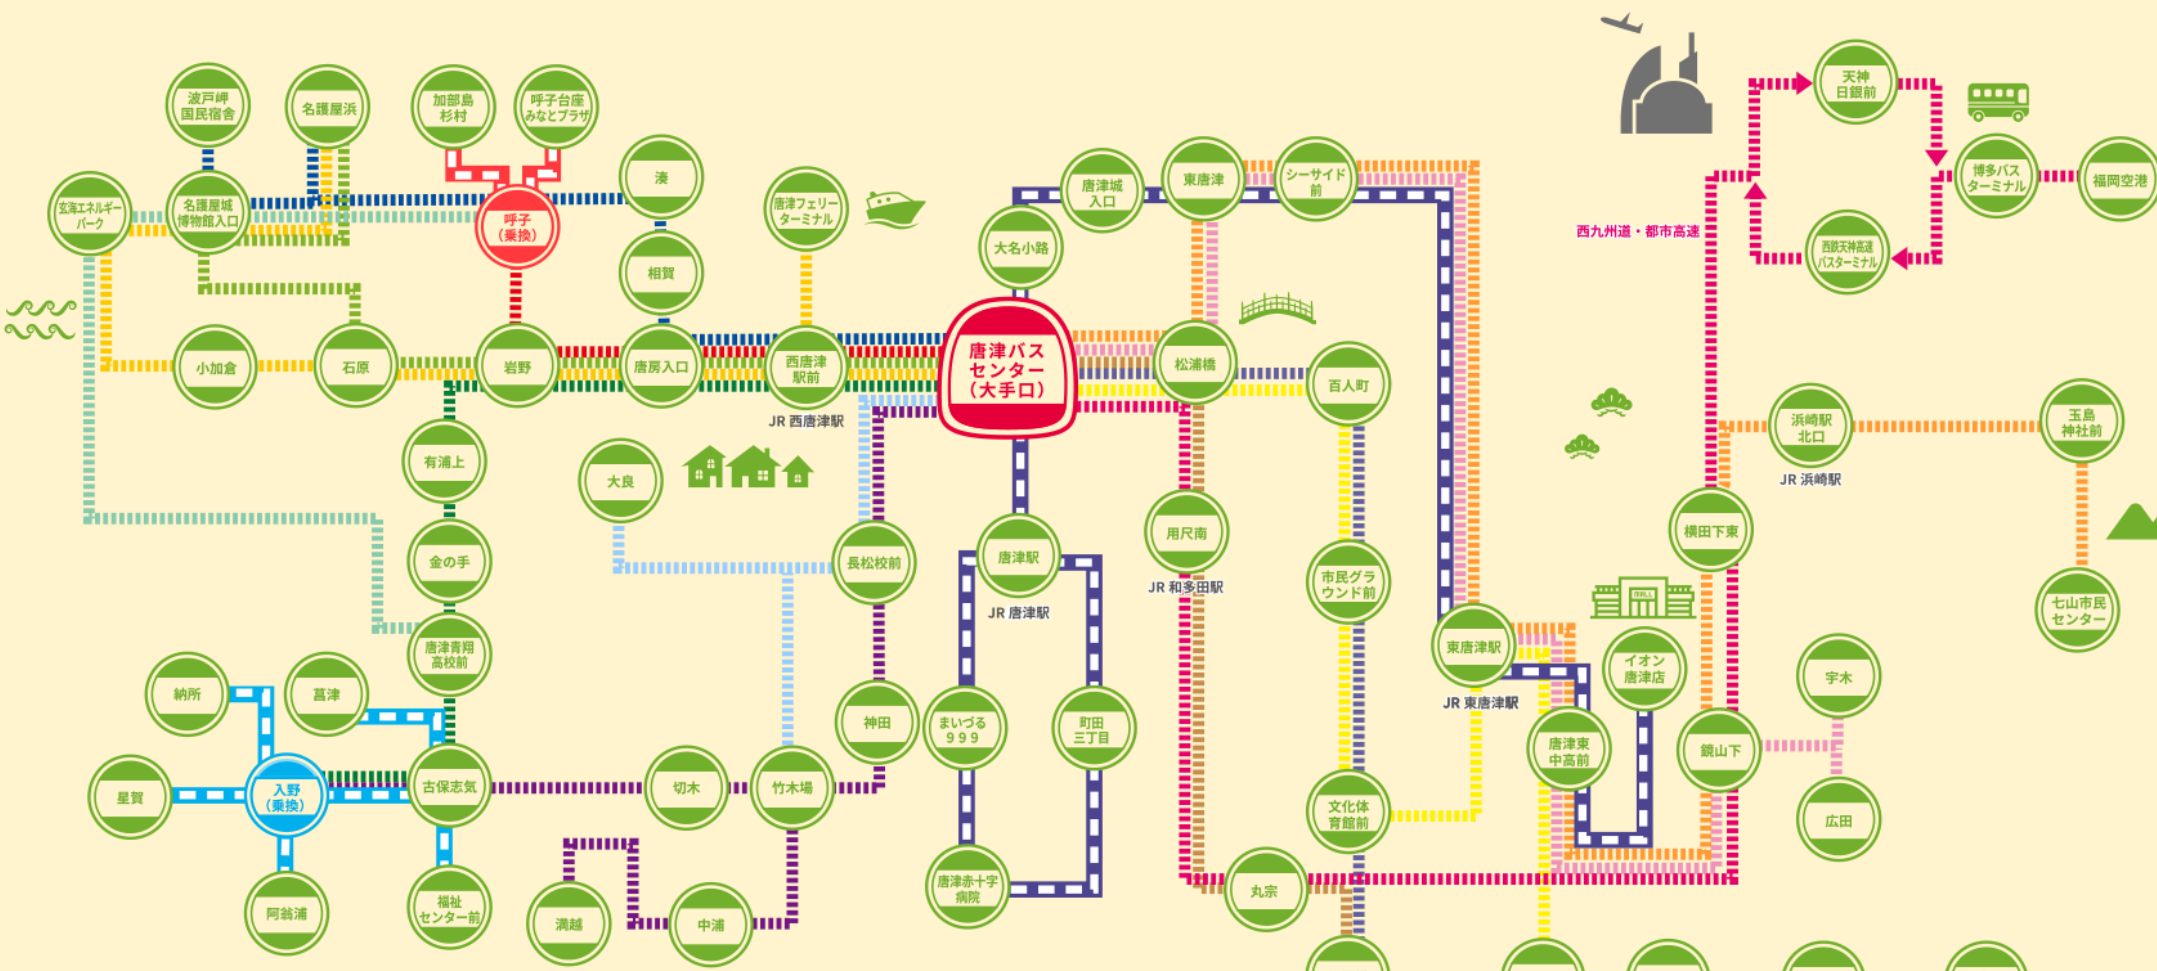 波戸岬
国民宿舎
名護屋浜
加部島
杉村
呼子台座
みなとプラザ
湊
唐津フェリー
ターミナル
唐津城
入口
東唐津
シーサイド
前
天神
日銀前
博多バス
ターミナル
福岡空港
玄海エネルギー
パーク
名護屋城
博物館入口
呼子
(乗換)
相賀
大名小路
西九州道・都市高速
西鉄天神高速
バスターミナル
小加倉
石原
岩野
唐房入口
西唐津
駅前
JR 西唐津駅
唐津バス
センター
(大手口)
松浦橋
百人町
浜崎駅
北口
JR 浜崎駅
玉島
神社前
有浦上
大良
金の手
長松校前
唐津駅
JR 唐津駅
用尺南
JR 和多田駅
市民グラ
ウンド前
横田下東
七山市民
センター
唐津青翔
高校前
東唐津駅
JR 東唐津駅
イオン
唐津店
宇木
納所
菖津
神田
まいづる
999
町田
三丁目
唐津東
中高前
鏡山下
星賀
入野
(乗換)
古保志気
切木
竹木場
文化体
育館前
広田
阿翁浦
福祉
センター前
満越
中浦
唐津赤十字
病院
丸宗